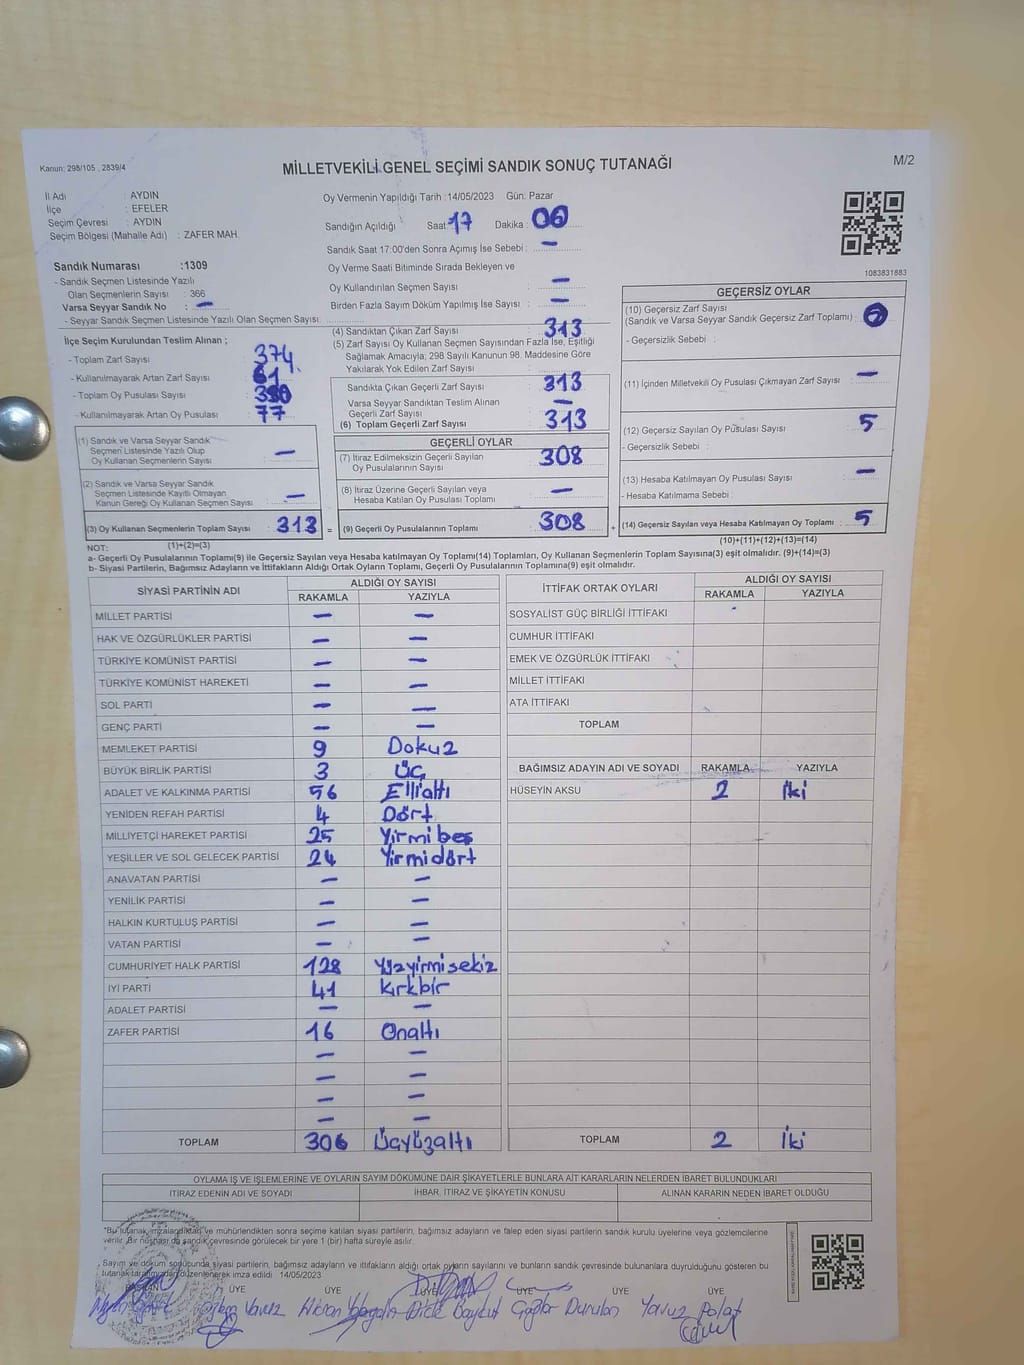 Kanun: 298/105 , 2839/4
MİLLETVEKİLİ GENEL SEÇİMİ SANDIK SONUÇ TUTANAĞI
M/2
İl Adı : AYDIN
İlçe : EFELER
Seçim Çevresi : AYDIN
Seçim Bölgesi (Mahalle Adı) : ZAFER MAH.
Oy Vermenin Yapıldığı Tarih :14/05/2023 Gün: Pazar
Sandığın Açıldığı Saat 17 Dakika : 06
Sandık Saat 17:00'den Sonra Açımış İse Sebebi : —
1083831883
Sandık Numarası :1309
- Sandık Seçmen Listesinde Yazılı
Olan Seçmenlerin Sayısı : 366
Varsa Seyyar Sandık No : —
- Seyyar Sandık Seçmen Listesinde Yazılı Olan Seçmen Sayısı:
Oy Verme Saati Bitiminde Sırada Bekleyen ve
Oy Kullandırılan Seçmen Sayısı : —
Birden Fazla Sayım Döküm Yapılmış İse Sayısı : —
İlçe Seçim Kurulundan Teslim Alınan ;
- Toplam Zarf Sayısı : 374
- Kullanılmayarak Artan Zarf Sayısı : 61
- Toplam Oy Pusulası Sayısı
- Kullanılmayarak Artan Oy Pusulası : 77
(4) Sandıktan Çıkan Zarf Sayısı : 313
(5) Zarf Sayısı Oy Kullanan Seçmen Sayısından Fazla İse, Eşitliği
Sağlamak Amacıyla; 298 Sayılı Kanunun 98. Maddesine Göre
Yakılarak Yok Edilen Zarf Sayısı :
Sandıkta Çıkan Geçerli Zarf Sayısı : 313
Varsa Seyyar Sandıktan Teslim Alınan
Geçerli Zarf Sayısı : —
(6) Toplam Geçerli Zarf Sayısı : 313
GEÇERSİZ OYLAR
(10) Geçersiz Zarf Sayısı
(Sandık ve Varsa Seyyar Sandık Geçersiz Zarf Toplamı) :
- Geçersizlik Sebebi :
(11) İçinden Milletvekili Oy Pusulası Çıkmayan Zarf Sayısı : —
(12) Geçersiz Sayılan Oy Pusulası Sayısı : 5
- Geçersizlik Sebebi :
(13) Hesaba Katılmayan Oy Pusulası Sayısı : —
- Hesaba Katılmama Sebebi :
(14) Geçersiz Sayılan veya Hesaba Katılmayan Oy Toplamı : 5
(10)+(11)+(12)+(13)=(14)
(1) Sandık ve Varsa Seyyar Sandık
Seçmen Listesinde Yazılı Olup
Oy Kullanan Seçmenlerin Sayısı : —
(2) Sandık ve Varsa Seyyar Sandık
Seçmen Listesinde Kayıtlı Olmayan
Kanun Gereği Oy Kullanan Seçmen Sayısı : —
(3) Oy Kullanan Seçmenlerin Toplam Sayısı : 313 =
(1)+(2)=(3)
GEÇERLİ OYLAR
(7) İtiraz Edilmeksizin Geçerli Sayılan
Oy Pusulalarının Sayısı : 308
(8) İtiraz Üzerine Geçerli Sayılan veya
Hesaba Katılan Oy Pusulası Toplamı : —
(9) Geçerli Oy Pusulalarının Toplamı : 308 +
NOT:
a- Geçerli Oy Pusulalarının Toplamı(9) ile Geçersiz Sayılan veya Hesaba katılmayan Oy Toplamı(14) Toplamları, Oy Kullanan Seçmenlerin Toplam Sayısına(3) eşit olmalıdır. (9)+(14)=(3)
b- Siyasi Partilerin, Bağımsız Adayların ve İttifakların Aldığı Ortak Oyların Toplamı, Geçerli Oy Pusulalarının Toplamına(9) eşit olmalıdır.
SİYASİ PARTİNİN ADI ALDIĞI OY SAYISI
RAKAMLA YAZIYLA
MİLLET PARTİSİ — —
HAK VE ÖZGÜRLÜKLER PARTİSİ — —
TÜRKİYE KOMÜNİST PARTİSİ — —
TÜRKİYE KOMÜNİST HAREKETİ — —
SOL PARTİ — —
GENÇ PARTİ — —
MEMLEKET PARTİSİ 9 Dokuz
BÜYÜK BİRLİK PARTİSİ 3 Üç
ADALET VE KALKINMA PARTİSİ 56 Ellialtı
YENİDEN REFAH PARTİSİ 4 Dört
MİLLİYETÇİ HAREKET PARTİSİ 25 Yirmibeş
YEŞİLLER VE SOL GELECEK PARTİSİ 24 Yirmidört
ANAVATAN PARTİSİ — —
YENİLİK PARTİSİ — —
HALKIN KURTULUŞ PARTİSİ — —
VATAN PARTİSİ — —
CUMHURİYET HALK PARTİSİ 128 Yüzyirmisekiz
İYİ PARTİ 41 Kırkbir
ADALET PARTİSİ — —
ZAFER PARTİSİ 16 Onaltı
— —
— —
— —
— —
TOPLAM 306 Üçyüzaltı
İTTİFAK ORTAK OYLARI ALDIĞI OY SAYISI
RAKAMLA YAZIYLA
SOSYALİST GÜÇ BİRLİĞİ İTTİFAKI
CUMHUR İTTİFAKI
EMEK VE ÖZGÜRLÜK İTTİFAKI
MİLLET İTTİFAKI
ATA İTTİFAKI
TOPLAM
BAĞIMSIZ ADAYIN ADI VE SOYADI RAKAMLA YAZIYLA
HÜSEYİN AKSU 2 İki
TOPLAM 2 İki
OYLAMA İŞ VE İŞLEMLERİNE VE OYLARIN SAYIM DÖKÜMÜNE DAİR ŞİKAYETLERLE BUNLARA AİT KARARLARIN NELERDEN İBARET BULUNDUKLARI
İTİRAZ EDENİN ADI VE SOYADI İHBAR, İTİRAZ VE ŞİKAYETİN KONUSU ALINAN KARARIN NEDEN İBARET OLDUĞU
"Bu tutanak imzalandıktan ve mühürlendikten sonra seçime katılan siyasi partilerin, bağımsız adayların ve talep eden siyasi partilerin sandık kurulu üyelerine veya gözlemcilerine
verilir. Bir nüshası da sandık çevresinde görülecek bir yere 1 (bir) hafta süreyle asılır.
Sayım ve döküm sonucunda siyasi partilerin, bağımsız adayların ve ittifakların aldığı ortak oyların sayılarını ve bunların sandık çevresinde bulunanlara duyurulduğunu gösteren bu
tutanak tarafımızdan düzenlenerek imza edildi 14/05/2023
ÜYE ÜYE ÜYE ÜYE ÜYE ÜYE
Yavuz Dicle Baykut Çağlar Durulan Yavuz Polat